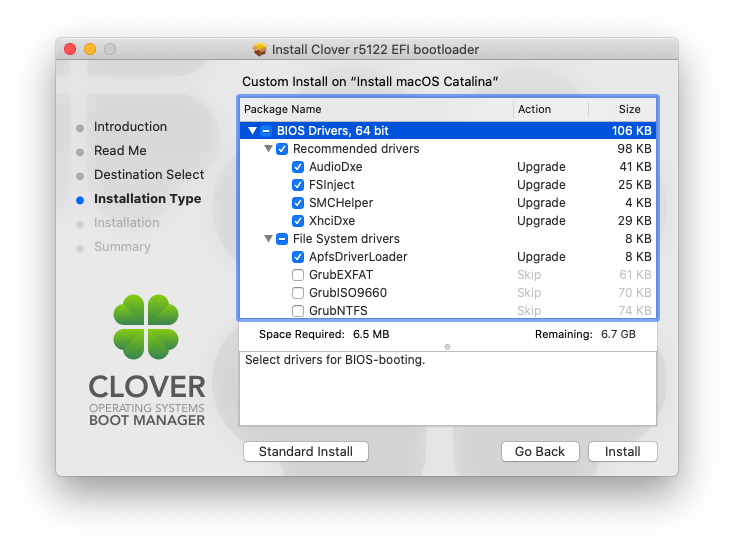 Install Clover r5122 EFI bootloader
Custom Install on “Install macOS Catalina”
Introduction
Read Me
Destination Select
Installation Type
Installation
Summary
Package Name Action Size
BIOS Drivers, 64 bit 106 KB
Recommended drivers 98 KB
AudioDxe Upgrade 41 KB
FSInject Upgrade 25 KB
SMCHelper Upgrade 4 KB
XhciDxe Upgrade 29 KB
File System drivers 8 KB
ApfsDriverLoader Upgrade 8 KB
GrubEXFAT Skip 61 KB
GrubISO9660 Skip 70 KB
GrubNTFS Skip 74 KB
Space Required: 6.5 MB Remaining: 6.7 GB
Select drivers for BIOS-booting.
CLOVER
OPERATING SYSTEMS
BOOT MANAGER
Standard Install Go Back Install